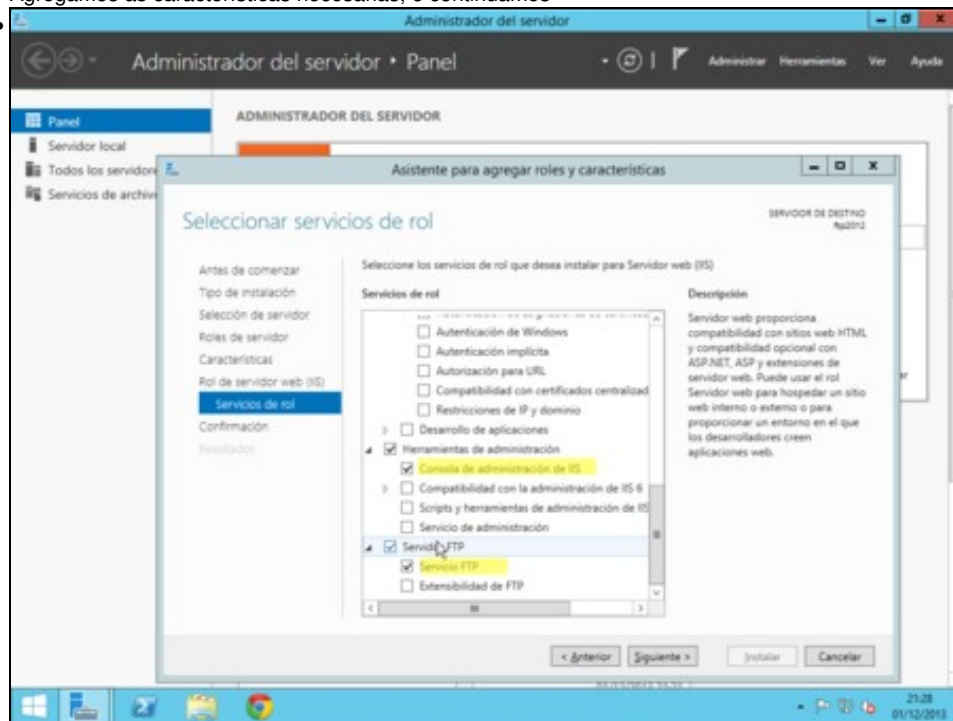 Agregamos las características necesarias, o continuamos
Administrador del servidor
Administrador del servidor • Panel
Administrar Herramientas Ver Ayuda
Panel
Servidor local
Todos los servidore
Servicios de archivo
ADMINISTRADOR DEL SERVIDOR
Asistente para agregar roles y características
Seleccionar servicios de rol
SERVIDOR DE DESTINO
ftp2012
Antes de comenzar
Tipo de instalación
Selección de servidor
Roles de servidor
Características
Rol de servidor web (IIS)
Servicios de rol
Confirmación
Resultados
Seleccione los servicios de rol que desea instalar para Servidor web (IIS)
Servicios de rol
Autenticación de Windows
Autenticación implícita
Autorización para URL
Compatibilidad con certificados centralizad
Restricciones de IP y dominio
Desarrollo de aplicaciones
Herramientas de administración
Consola de administración de IIS
Compatibilidad con la administración de IIS 6
Scripts y herramientas de administración de IIS
Servicio de administración
Servidor FTP
Servicio FTP
Extensibilidad de FTP
Descripción
Servidor web proporciona
compatibilidad con sitios web HTML
y compatibilidad opcional con
ASP.NET, ASP y extensiones de
servidor web. Puede usar el rol
Servidor web para hospedar un sitio
web interno o externo o para
proporcionar un entorno en el que
los desarrolladores creen
aplicaciones web.
< Anterior Siguiente > Instalar Cancelar
21:28
01/12/2013